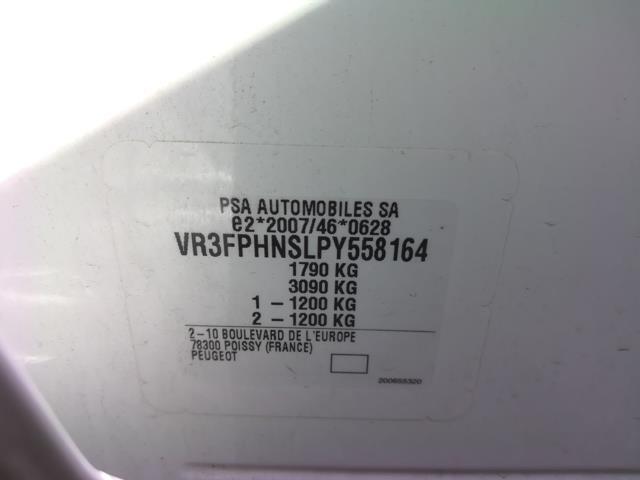 PSA AUTOMOBILES SA
e2*2007/46*0628
VR3FPHNSLPY558164
1790 KG
3090 KG
1 - 1200 KG
2 - 1200 KG
2-10 BOULEVARD DE L'EUROPE
78300 POISSY (FRANCE)
PEUGEOT
200655320